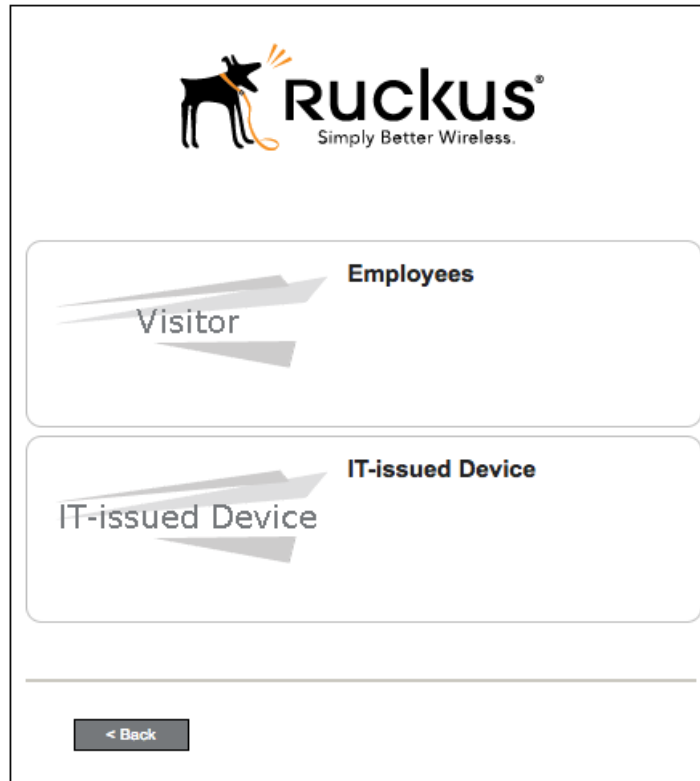 RUCKUS®
Simply Better Wireless.
Employees
Visitor
IT-issued Device
IT-issued Device
< Back